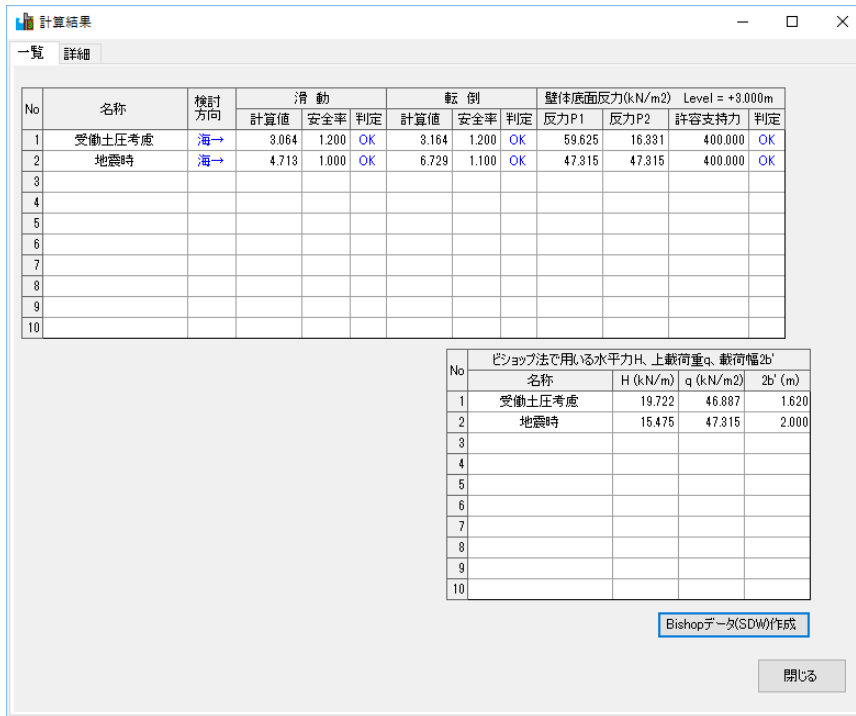 計算結果
一覧 詳細
No 名称 検討方向 滑 動 転 倒 壁体底面反力(kN/m2) Level = +3.000m
計算値 安全率 判定 計算値 安全率 判定 反力P1 反力P2 許容支持力 判定
1 受働土圧考慮 海→ 3.064 1.200 OK 3.164 1.200 OK 59.625 16.331 400.000 OK
2 地震時 海→ 4.713 1.000 OK 6.729 1.100 OK 47.315 47.315 400.000 OK
3
4
5
6
7
8
9
10
No ビショップ法で用いる水平力H、上載荷重q、載荷幅2b'
名称 H (kN/m) q (kN/m2) 2b' (m)
1 受働土圧考慮 19.722 46.887 1.620
2 地震時 15.475 47.315 2.000
3
4
5
6
7
8
9
10
Bishopデータ(SDW)作成
閉じる